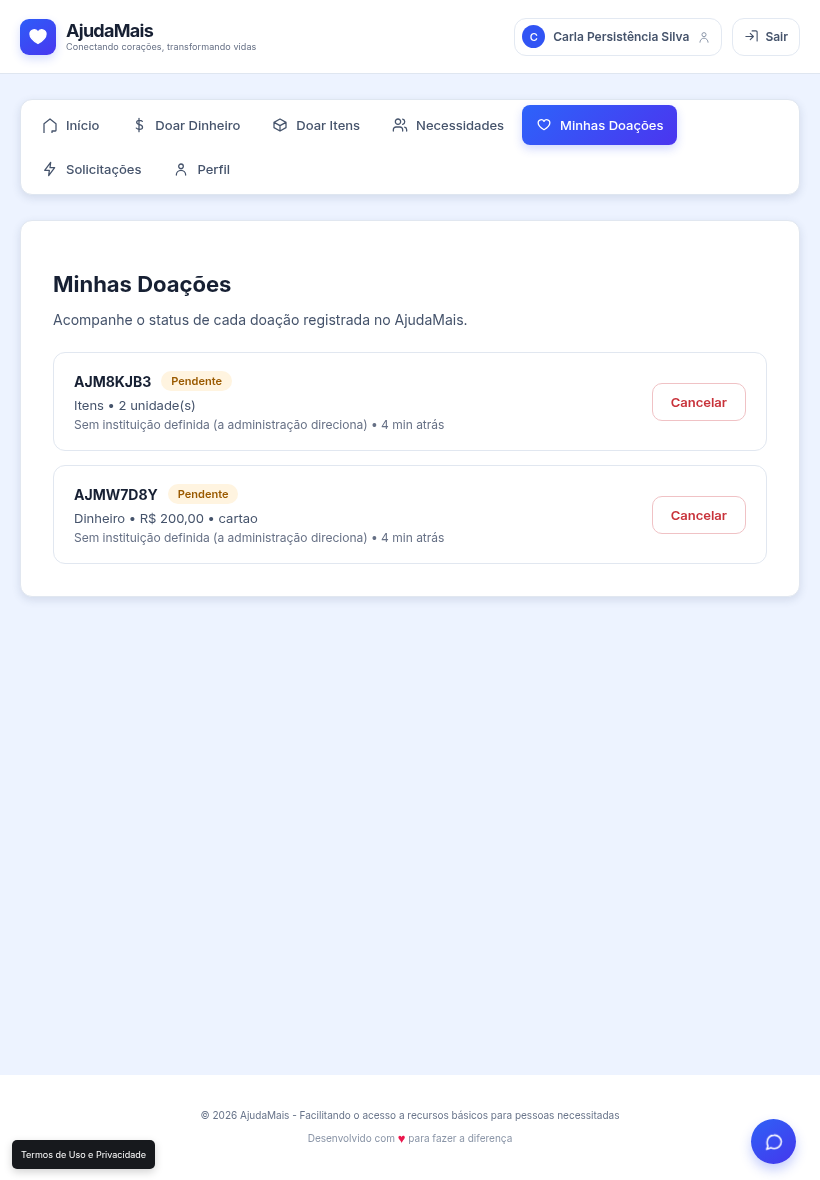 AjudaMais
Conectando corações, transformando vidas
C Carla Persistência Silva
Sair
Início
$ Doar Dinheiro
Doar Itens
Necessidades
Minhas Doações
Solicitações
Perfil
Minhas Doações
Acompanhe o status de cada doação registrada no AjudaMais.
AJM8KJB3 Pendente
Itens • 2 unidade(s)
Sem instituição definida (a administração direciona) • 4 min atrás
Cancelar
AJMW7D8Y Pendente
Dinheiro • R$ 200,00 • cartao
Sem instituição definida (a administração direciona) • 4 min atrás
Cancelar
© 2026 AjudaMais - Facilitando o acesso a recursos básicos para pessoas necessitadas
Desenvolvido com ♥ para fazer a diferença
Termos de Uso e Privacidade